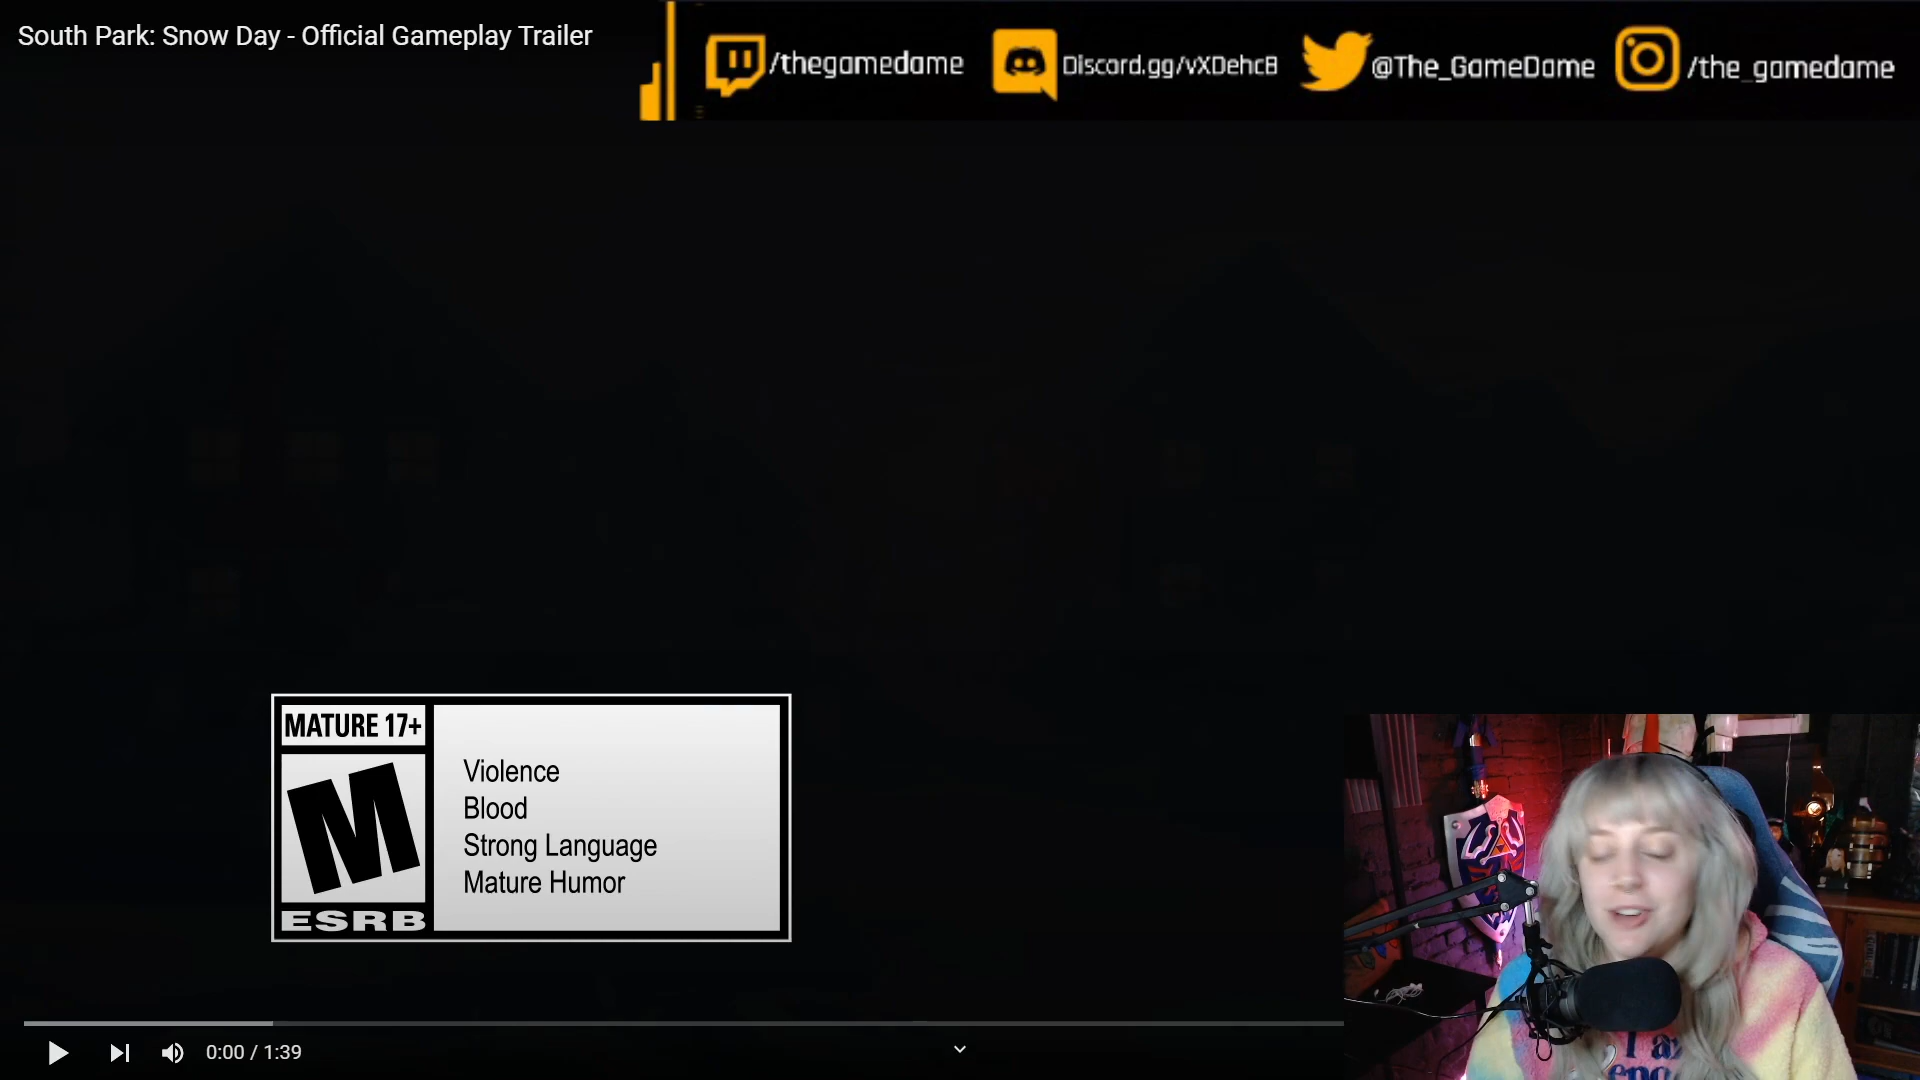 South Park: Snow Day - Official Gameplay Trailer
/thegamedame
Discord.gg/vXDehcB
@The_GameDame
/the_gamedame
MATURE 17+
M
ESRB
Violence
Blood
Strong Language
Mature Humor
0:00 / 1:39
I a